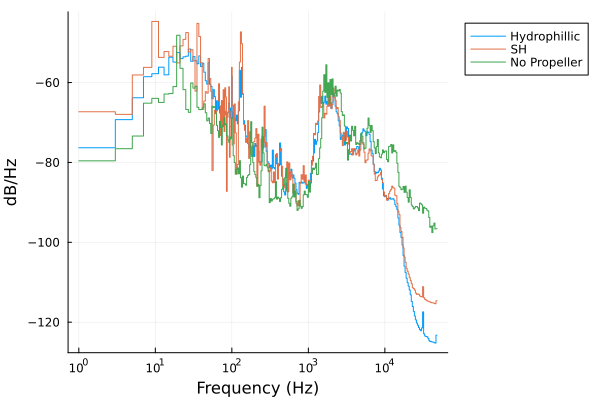 Hydrophillic
SH
No Propeller
dB/Hz
−60
−80
−100
−120
10⁰
10¹
10²
10³
10⁴
Frequency (Hz)